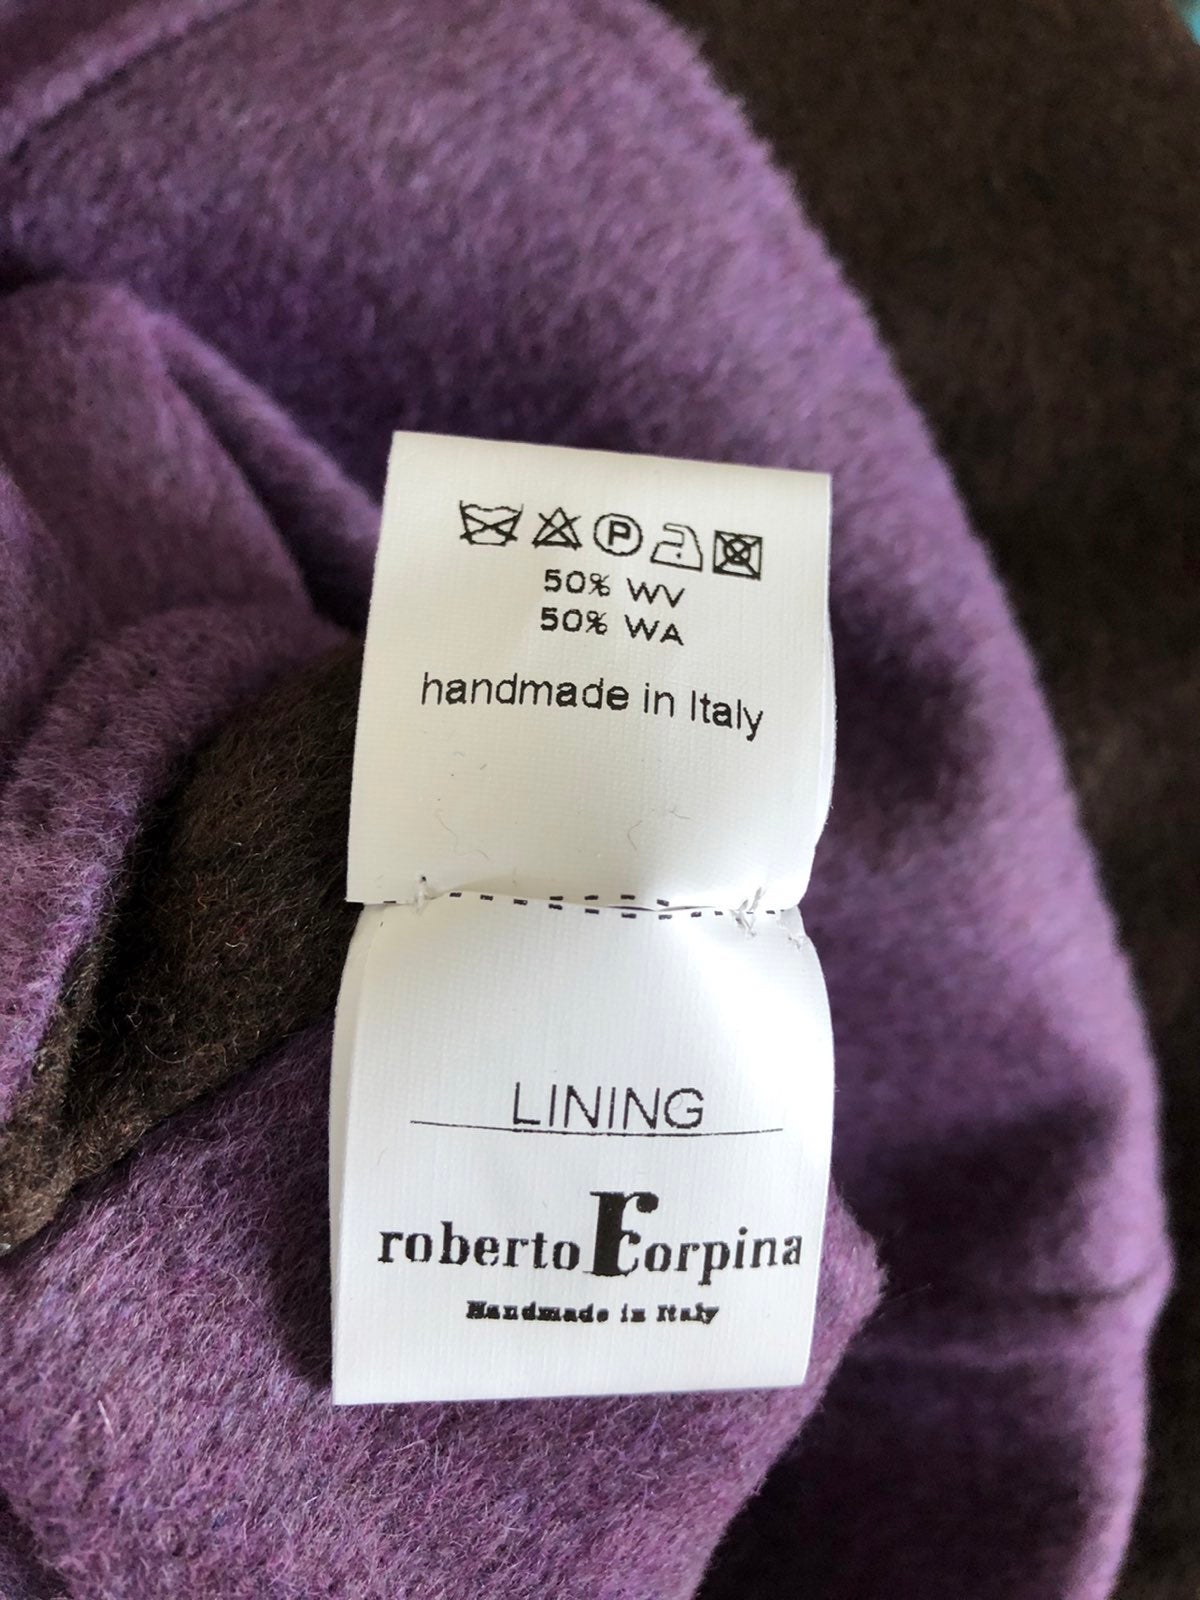 P
50% WV
50% WA
handmade in Italy
LINING
roberto Corpina
Handmade in Italy